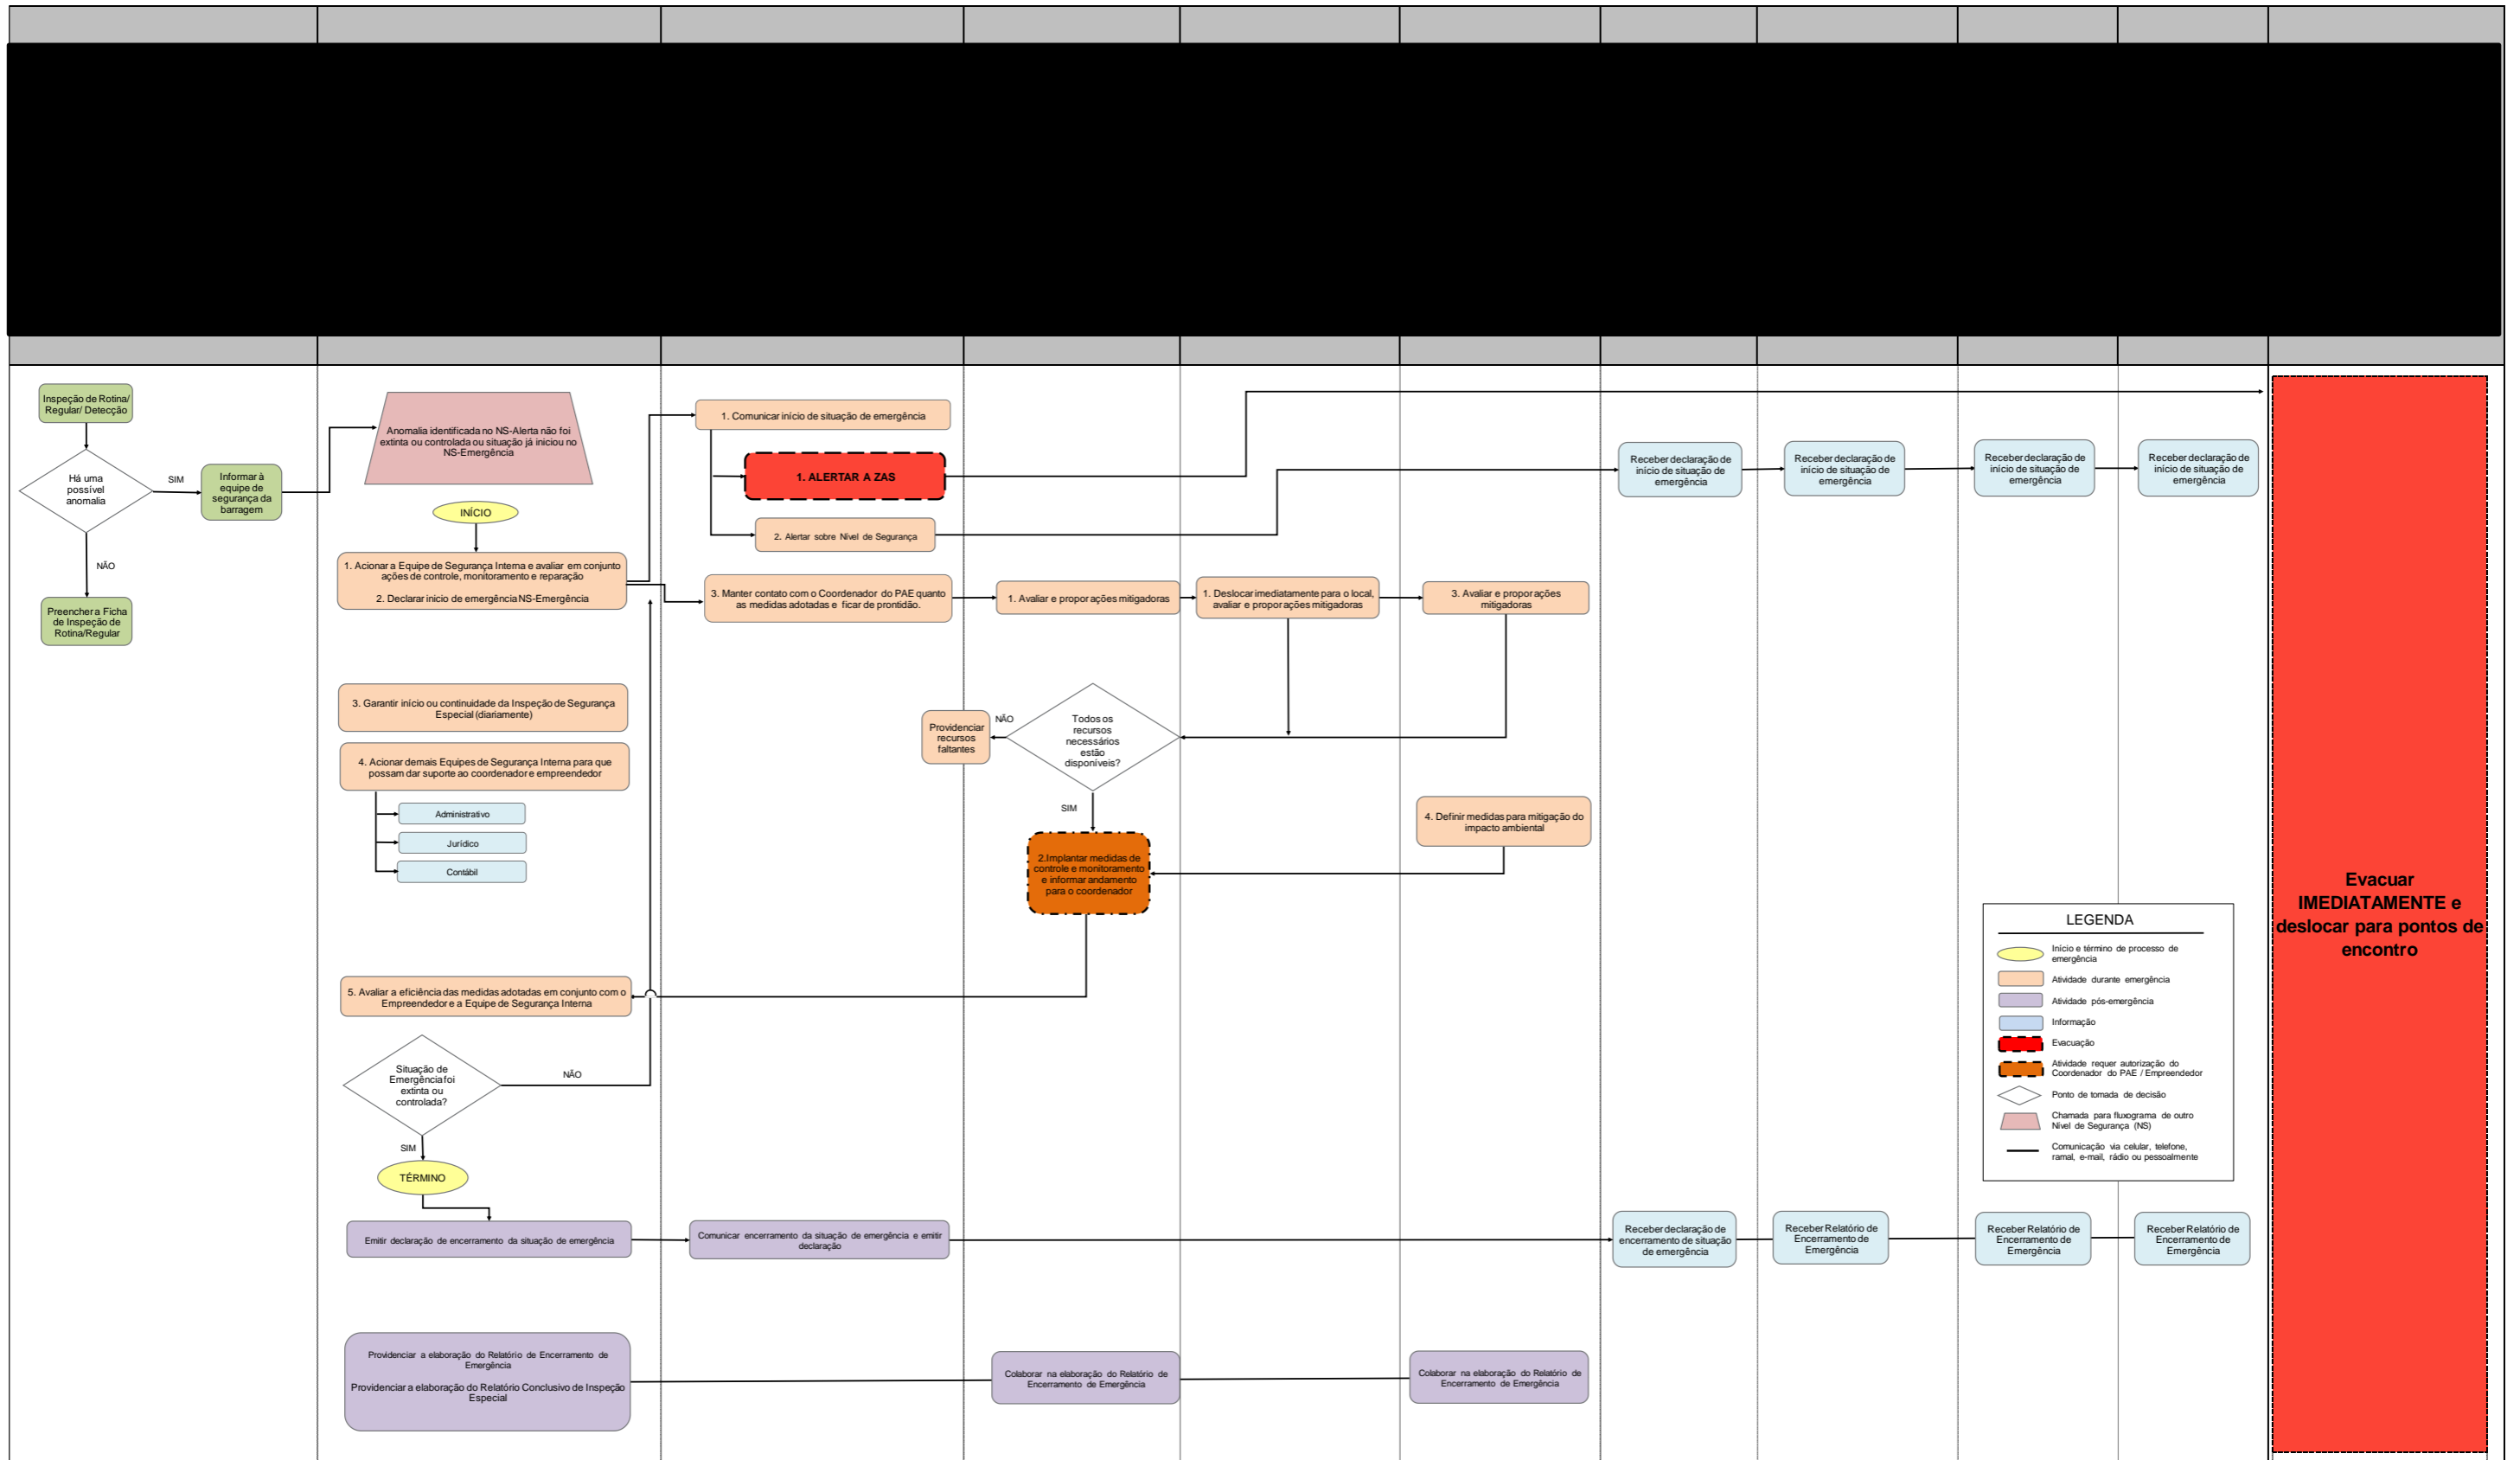 Inspeção de Rotina/
Regular/ Detecção
Há uma
possível
anomalia
SIM
Informar à
equipe de
segurança da
barragem
NÃO
Preencher a Ficha
de Inspeção de
Rotina/Regular
Anomalia identificada no NS-Alerta não foi
extinta ou controlada ou situação já iniciou no
NS-Emergência
INÍCIO
1. Acionar a Equipe de Segurança Interna e avaliar em conjunto
ações de controle, monitoramento e reparação
2. Declarar inicio de emergência NS-Emergência
3. Garantir início ou continuidade da Inspeção de Segurança
Especial (diariamente)
4. Acionar demais Equipes de Segurança Interna para que
possam dar suporte ao coordenador e empreendedor
Administrativo
Jurídico
Contábil
5. Avaliar a eficiência das medidas adotadas em conjunto com o
Empreendedor e a Equipe de Segurança Interna
Situação de
Emergência foi
extinta ou
controlada?
NÃO
SIM
TÉRMINO
Emitir declaração de encerramento da situação de emergência
Providenciar a elaboração do Relatório de Encerramento de
Emergência
Providenciar a elaboração do Relatório Conclusivo de Inspeção
Especial
1. Comunicar início de situação de emergência
1. ALERTAR A ZAS
2. Alertar sobre Nível de Segurança
3. Manter contato com o Coordenador do PAE quanto
as medidas adotadas e ficar de prontidão.
Comunicar encerramento da situação de emergência e emitir
declaração
1. Avaliar e propor ações mitigadoras
Providenciar
recursos
faltantes
NÃO
Todos os
recursos
necessários
estão
disponíveis?
SIM
2.Implantar medidas de
controle e monitoramento
e informar andamento
para o coordenador
Colaborar na elaboração do Relatório de
Encerramento de Emergência
1. Deslocar imediatamente para o local,
avaliar e propor ações mitigadoras
3. Avaliar e propor ações
mitigadoras
4. Definir medidas para mitigação do
impacto ambiental
Colaborar na elaboração do Relatório de
Encerramento de Emergência
Receber declaração de
início de situação de
emergência
Receber declaração de
início de situação de
emergência
Receber declaração de
início de situação de
emergência
Receber declaração de
início de situação de
emergência
LEGENDA
Início e término de processo de
emergência
Atividade durante emergência
Atividade pós-emergência
Informação
Evacuação
Atividade requer autorização do
Coordenador do PAE / Empreendedor
Ponto de tomada de decisão
Chamada para fluxograma de outro
Nível de Segurança (NS)
Comunicação via celular, telefone,
ramal, e-mail, rádio ou pessoalmente
Receber declaração de
encerramento de situação
de emergência
Receber Relatório de
Encerramento de
Emergência
Receber Relatório de
Encerramento de
Emergência
Receber Relatório de
Encerramento de
Emergência
Evacuar
IMEDIATAMENTE e
deslocar para pontos de
encontro